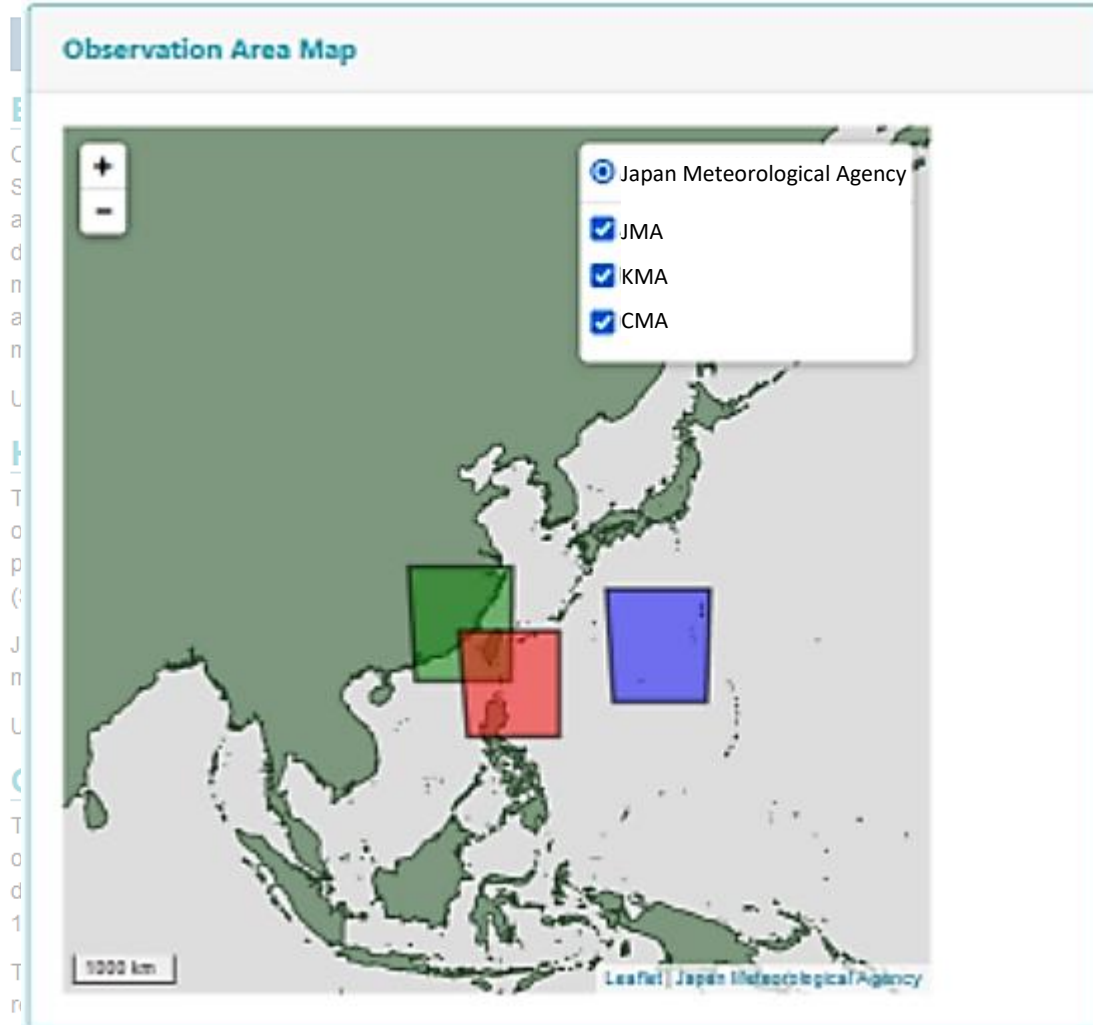 Observation Area Map
+
Japan Meteorological Agency
−
JMA
KMA
CMA
1000 km
Leaflet | Japan Meteorological Agency